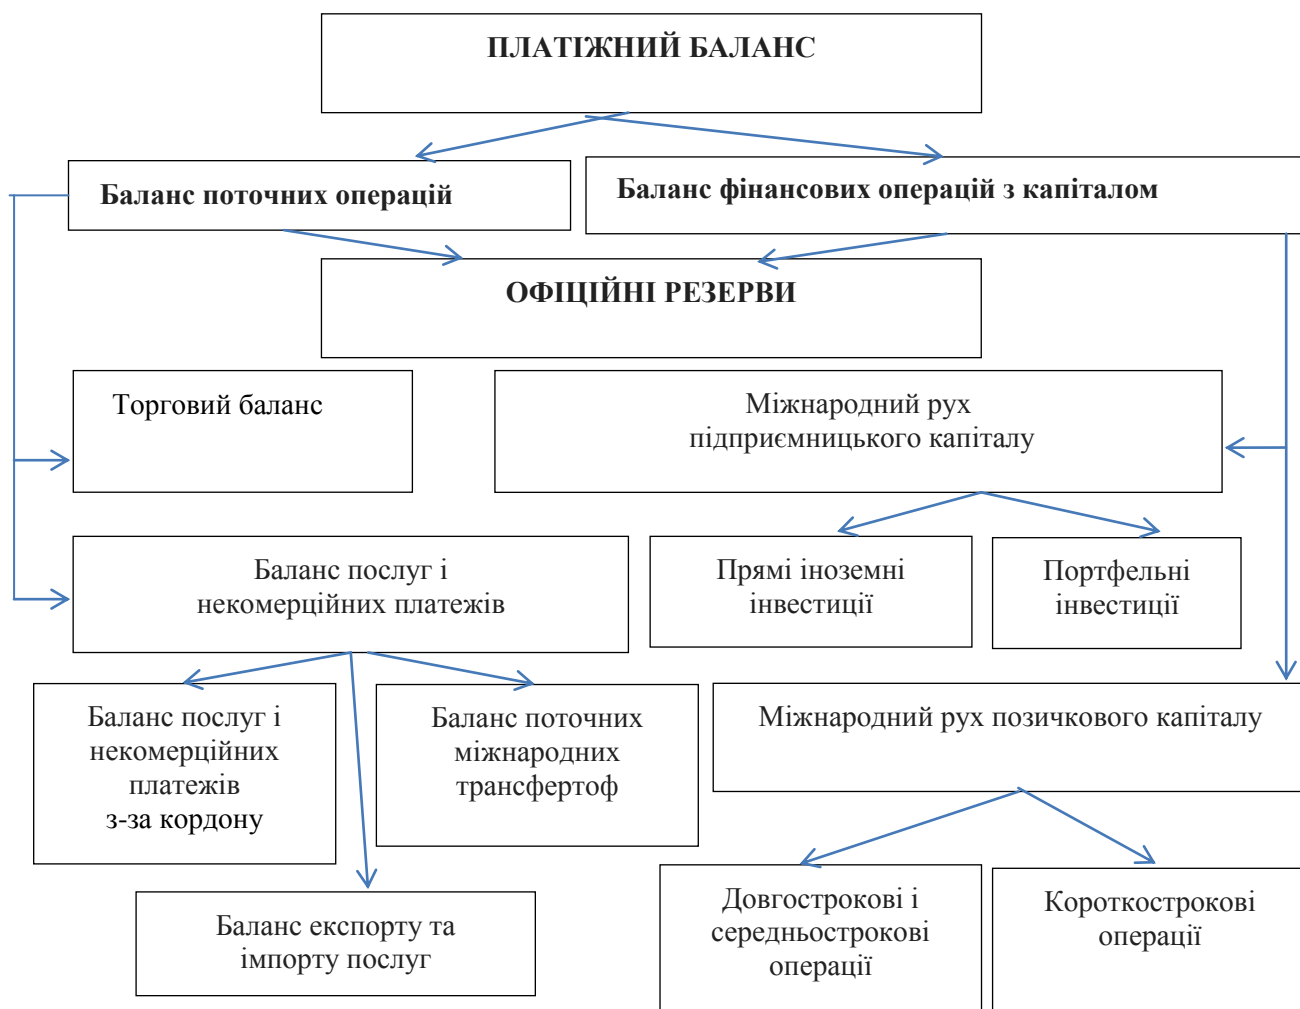 ПЛАТІЖНИЙ БАЛАНС
Баланс поточних операцій
Баланс фінансових операцій з капіталом
ОФІЦІЙНІ РЕЗЕРВИ
Торговий баланс
Міжнародний рух
підприємницького капіталу
Баланс послуг і
некомерційних платежів
Прямі іноземні
інвестиції
Портфельні
інвестиції
Баланс послуг і
некомерційних
платежів
з-за кордону
Баланс поточних
міжнародних
трансфертоф
Міжнародний рух позичкового капіталу
Баланс експорту та
імпорту послуг
Довгострокові і
середньострокові
операції
Короткострокові
операції